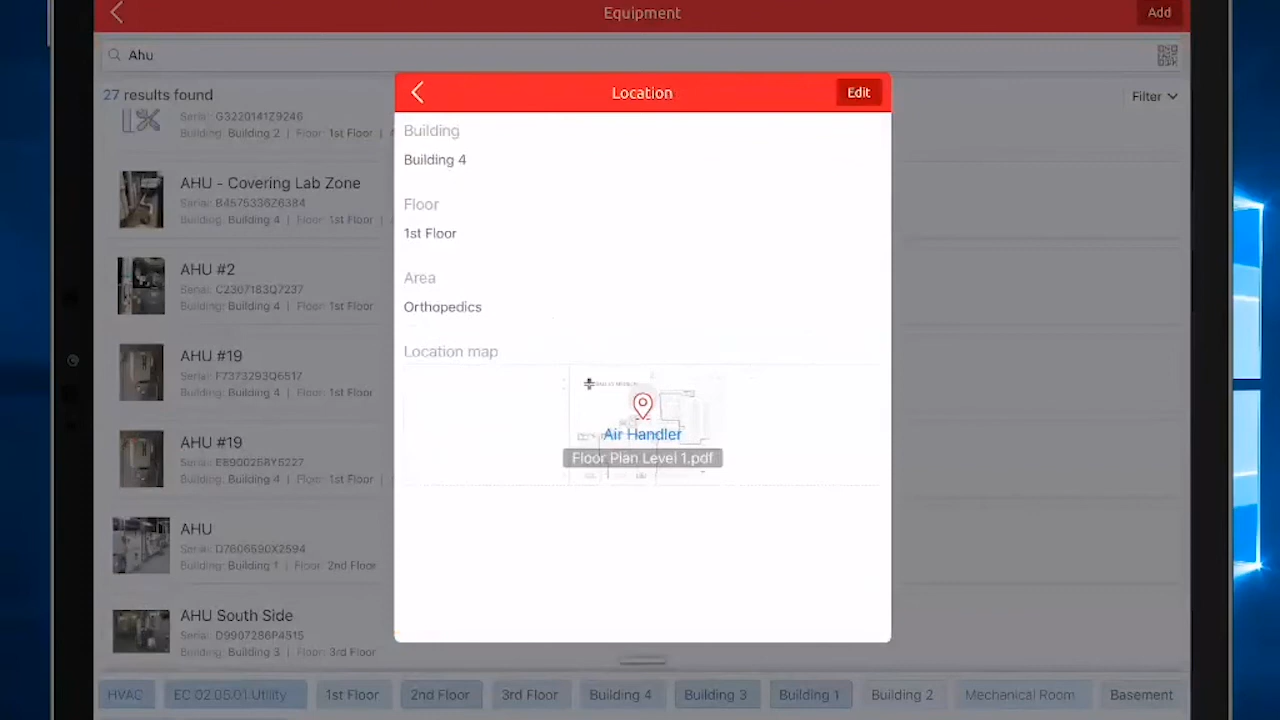 Equipment
Add
Ahu
27 results found
Filter
Serial: G3220141Z9246
Building: Building 2 | Floor: 1st Floor |
AHU - Covering Lab Zone
Serial: B4575336Z6384
Building: Building 4 | Floor: 1st Floor |
AHU #2
Serial: C2307183Q7237
Building: Building 4 | Floor: 1st Floor
AHU #19
Serial: F7373293Q6517
Building: Building 4 | Floor: 1st Floor
AHU #19
Serial: E8900258Y5227
Building: Building 4 | Floor: 1st Floor |
AHU
Serial: D7606590X2594
Building: Building 1 | Floor: 2nd Floor
AHU South Side
Serial: D9907286P4515
Building: Building 3 | Floor: 3rd Floor
Location
Edit
Building
Building 4
Floor
1st Floor
Area
Orthopedics
Location map
Air Handler
Floor Plan Level 1.pdf
HVAC
EC 02.05.01 Utility
1st Floor
2nd Floor
3rd Floor
Building 4
Building 3
Building 1
Building 2
Mechanical Room
Basement